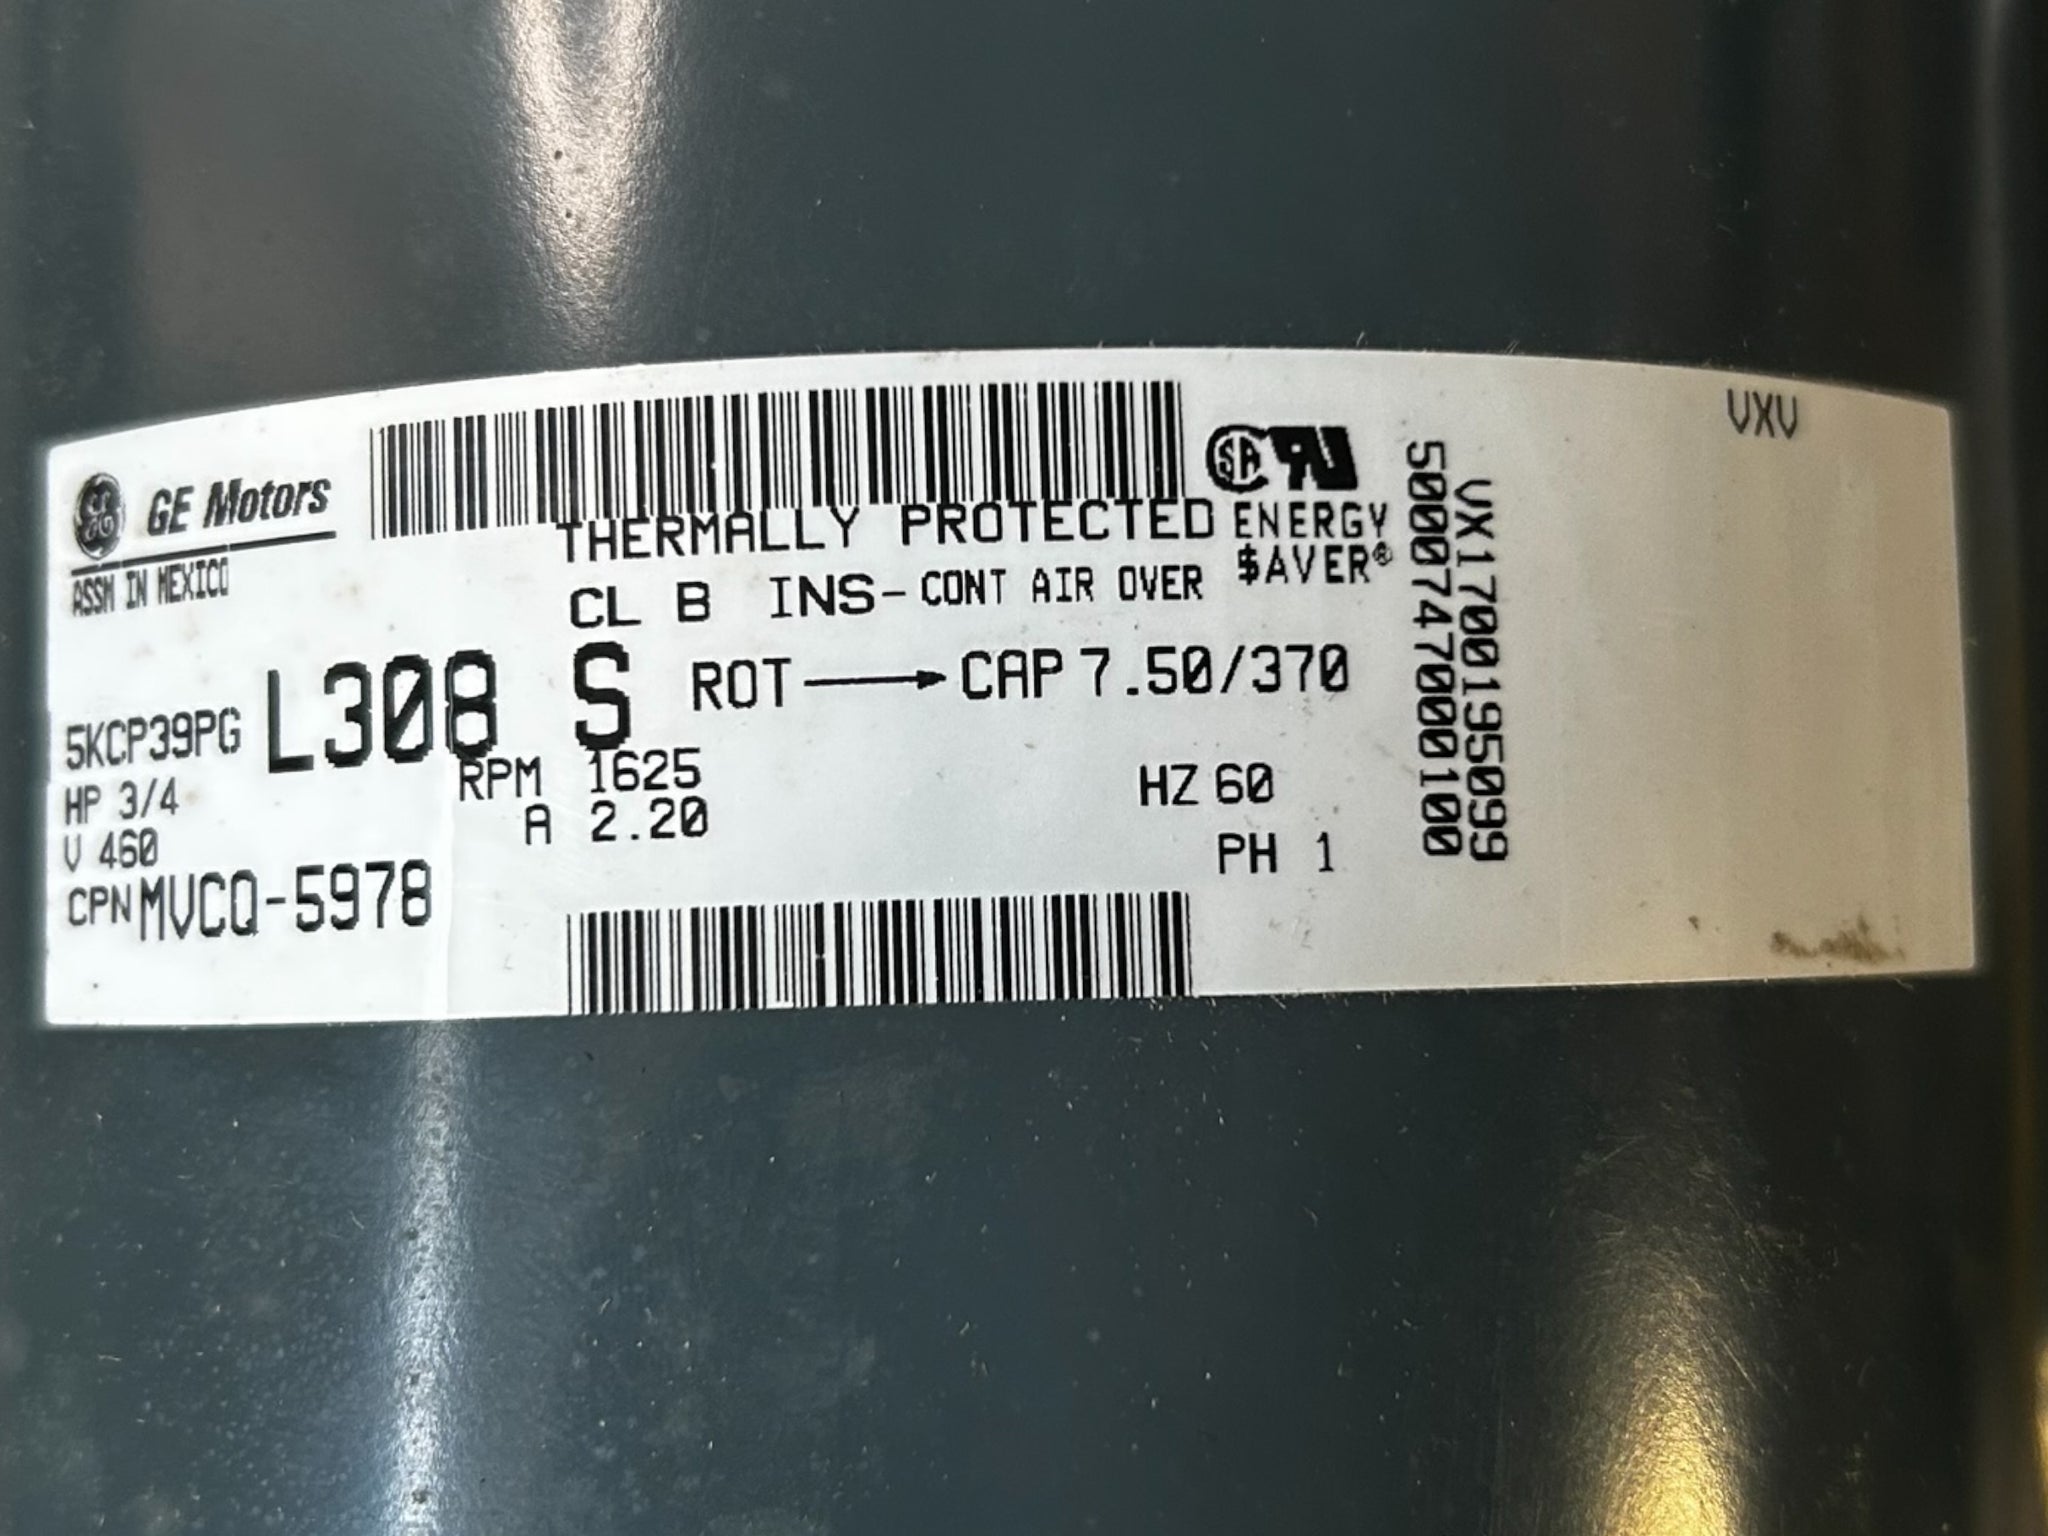 GE Motors
ASSM IN MEXICO
THERMALLY PROTECTED
ENERGY
$AVER®
CL B INS-CONT AIR OVER
5KCP39PG L308 S
ROT → CAP 7.50/370
HP 3/4
RPM 1625
HZ 60
V 460
A 2.20
PH 1
CPN MVCQ-5978
VX1700195099
5000747000100
VXV